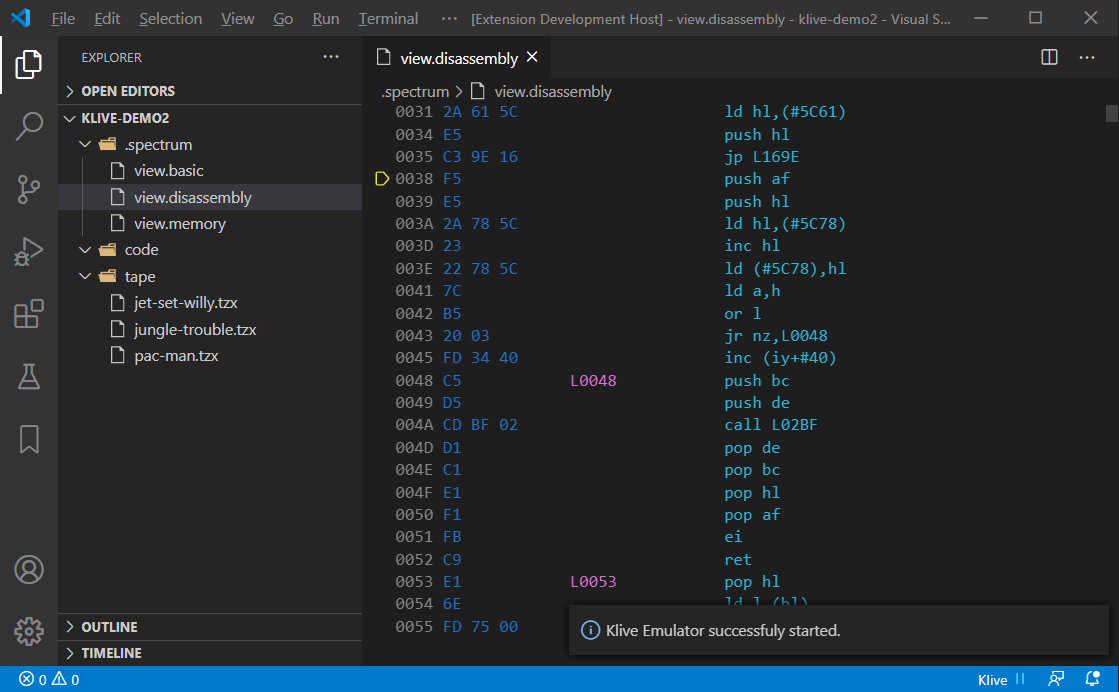 File Edit Selection View Go Run Terminal ··· [Extension Development Host] - view.disassembly - klive-demo2 - Visual S...
EXPLORER ···
OPEN EDITORS
KLIVE-DEMO2
.spectrum
view.basic
view.disassembly
view.memory
code
tape
jet-set-willy.tzx
jungle-trouble.tzx
pac-man.tzx
OUTLINE
TIMELINE
view.disassembly
.spectrum > view.disassembly
0031 2A 61 5C ld hl,(#5C61)
0034 E5 push hl
0035 C3 9E 16 jp L169E
0038 F5 push af
0039 E5 push hl
003A 2A 78 5C ld hl,(#5C78)
003D 23 inc hl
003E 22 78 5C ld (#5C78),hl
0041 7C ld a,h
0042 B5 or l
0043 20 03 jr nz,L0048
0045 FD 34 40 inc (iy+#40)
0048 C5 L0048 push bc
0049 D5 push de
004A CD BF 02 call L02BF
004D D1 pop de
004E C1 pop bc
004F E1 pop hl
0050 F1 pop af
0051 FB ei
0052 C9 ret
0053 E1 L0053 pop hl
0054 6E ld l,(hl)
0055 FD 75 00
Klive Emulator successfuly started.
0 0 Klive